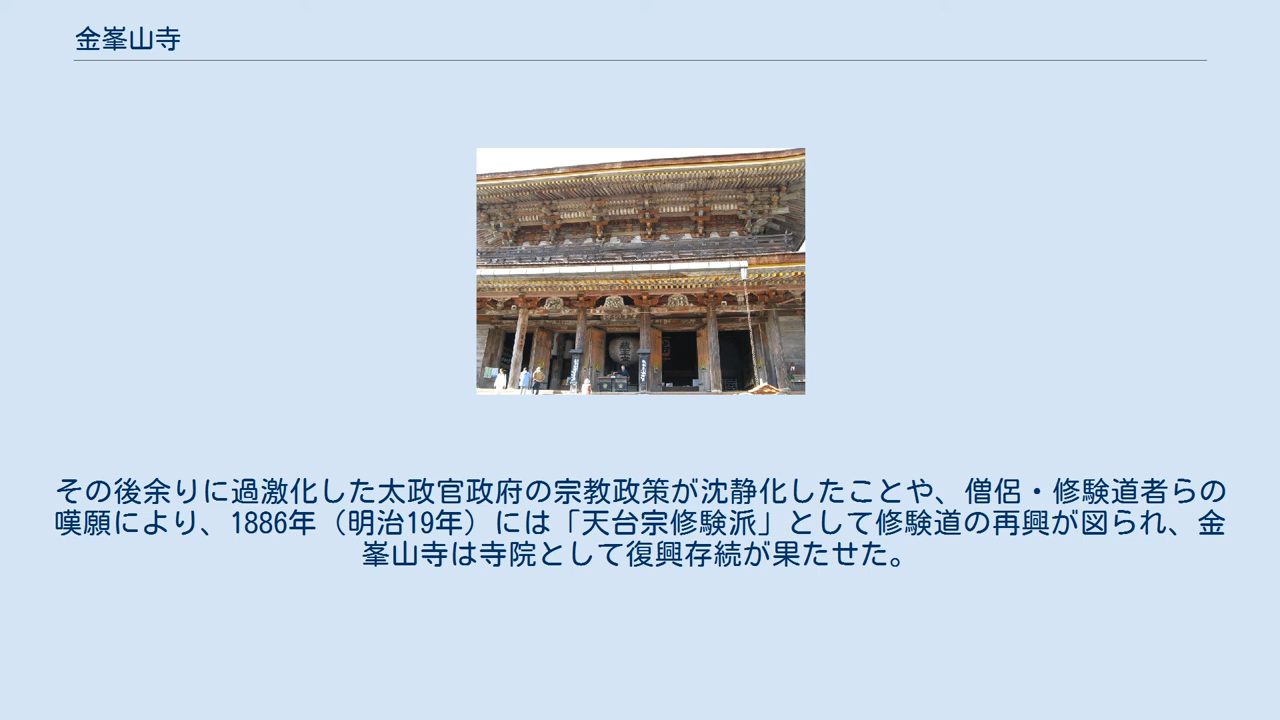 金峯山寺
その後余りに過激化した太政官政府の宗教政策が沈静化したことや、僧侶・修験道者らの
嘆願により、1886年（明治19年）には「天台宗修験派」として修験道の再興が図られ、金
峯山寺は寺院として復興存続が果たせた。